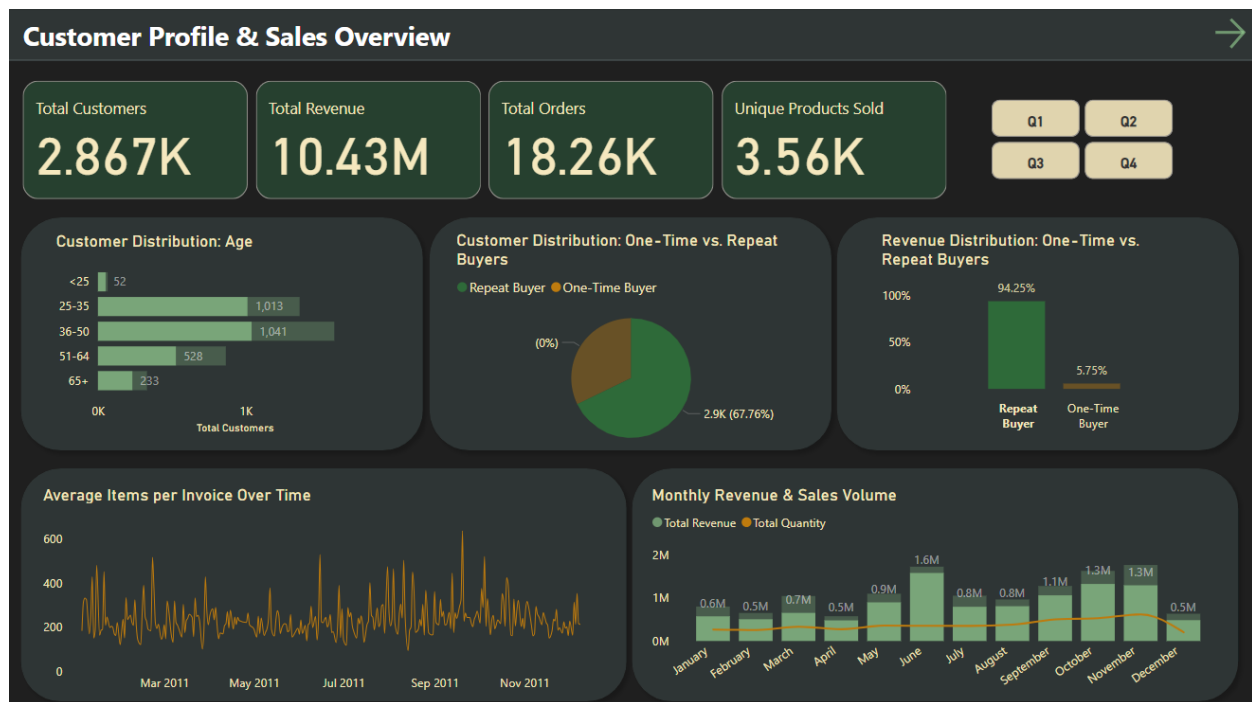 Customer Profile & Sales Overview
Total Customers
2.867K
Total Revenue
10.43M
Total Orders
18.26K
Unique Products Sold
3.56K
Q1
Q2
Q3
Q4
Customer Distribution: Age
<25
52
25-35
1,013
36-50
1,041
51-64
528
65+
233
0K
1K
Total Customers
Customer Distribution: One-Time vs. Repeat
Buyers
Repeat Buyer
One-Time Buyer
(0%)
2.9K (67.76%)
Revenue Distribution: One-Time vs.
Repeat Buyers
100%
50%
0%
94.25%
5.75%
Repeat
Buyer
One-Time
Buyer
Average Items per Invoice Over Time
600
400
200
0
Mar 2011
May 2011
Jul 2011
Sep 2011
Nov 2011
Monthly Revenue & Sales Volume
Total Revenue
Total Quantity
2M
1M
0M
0.6M
0.5M
0.7M
0.5M
0.9M
1.6M
0.8M
0.8M
1.1M
1.3M
1.3M
0.5M
January
February
March
April
May
June
July
August
September
October
November
December